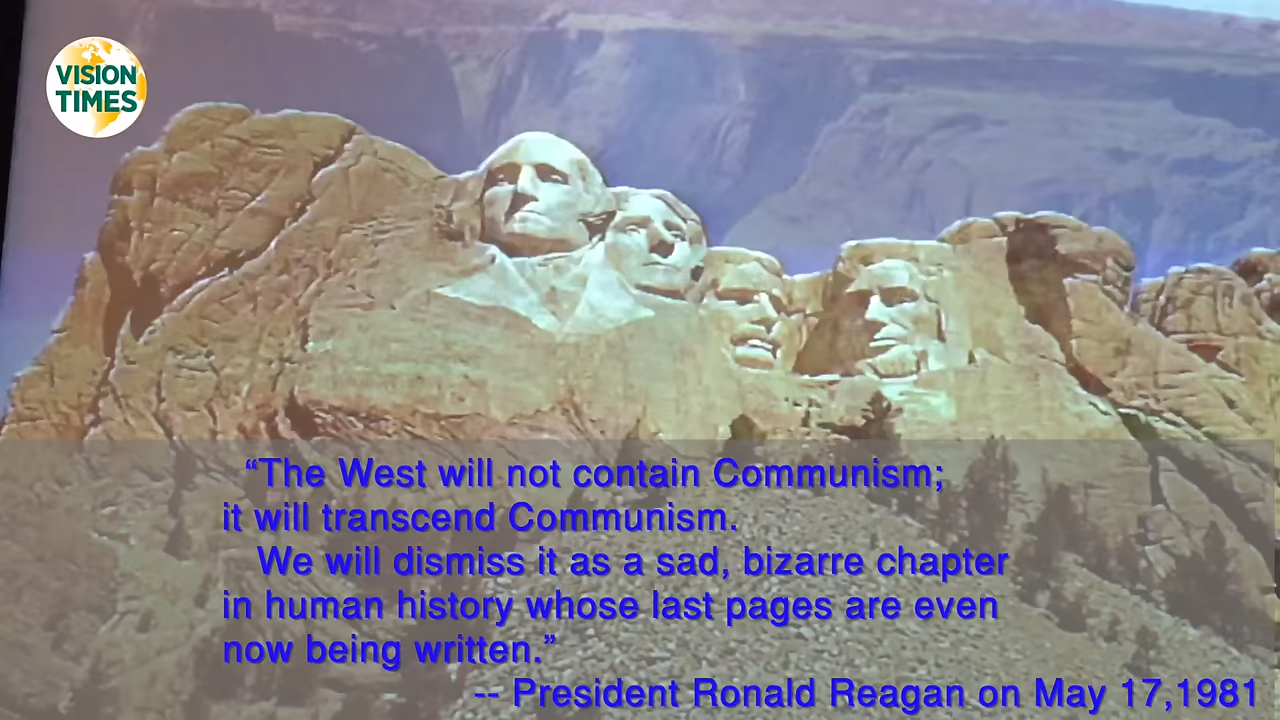 VISION
TIMES
“The West will not contain Communism;
it will transcend Communism.
We will dismiss it as a sad, bizarre chapter
in human history whose last pages are even
now being written.”
-- President Ronald Reagan on May 17,1981